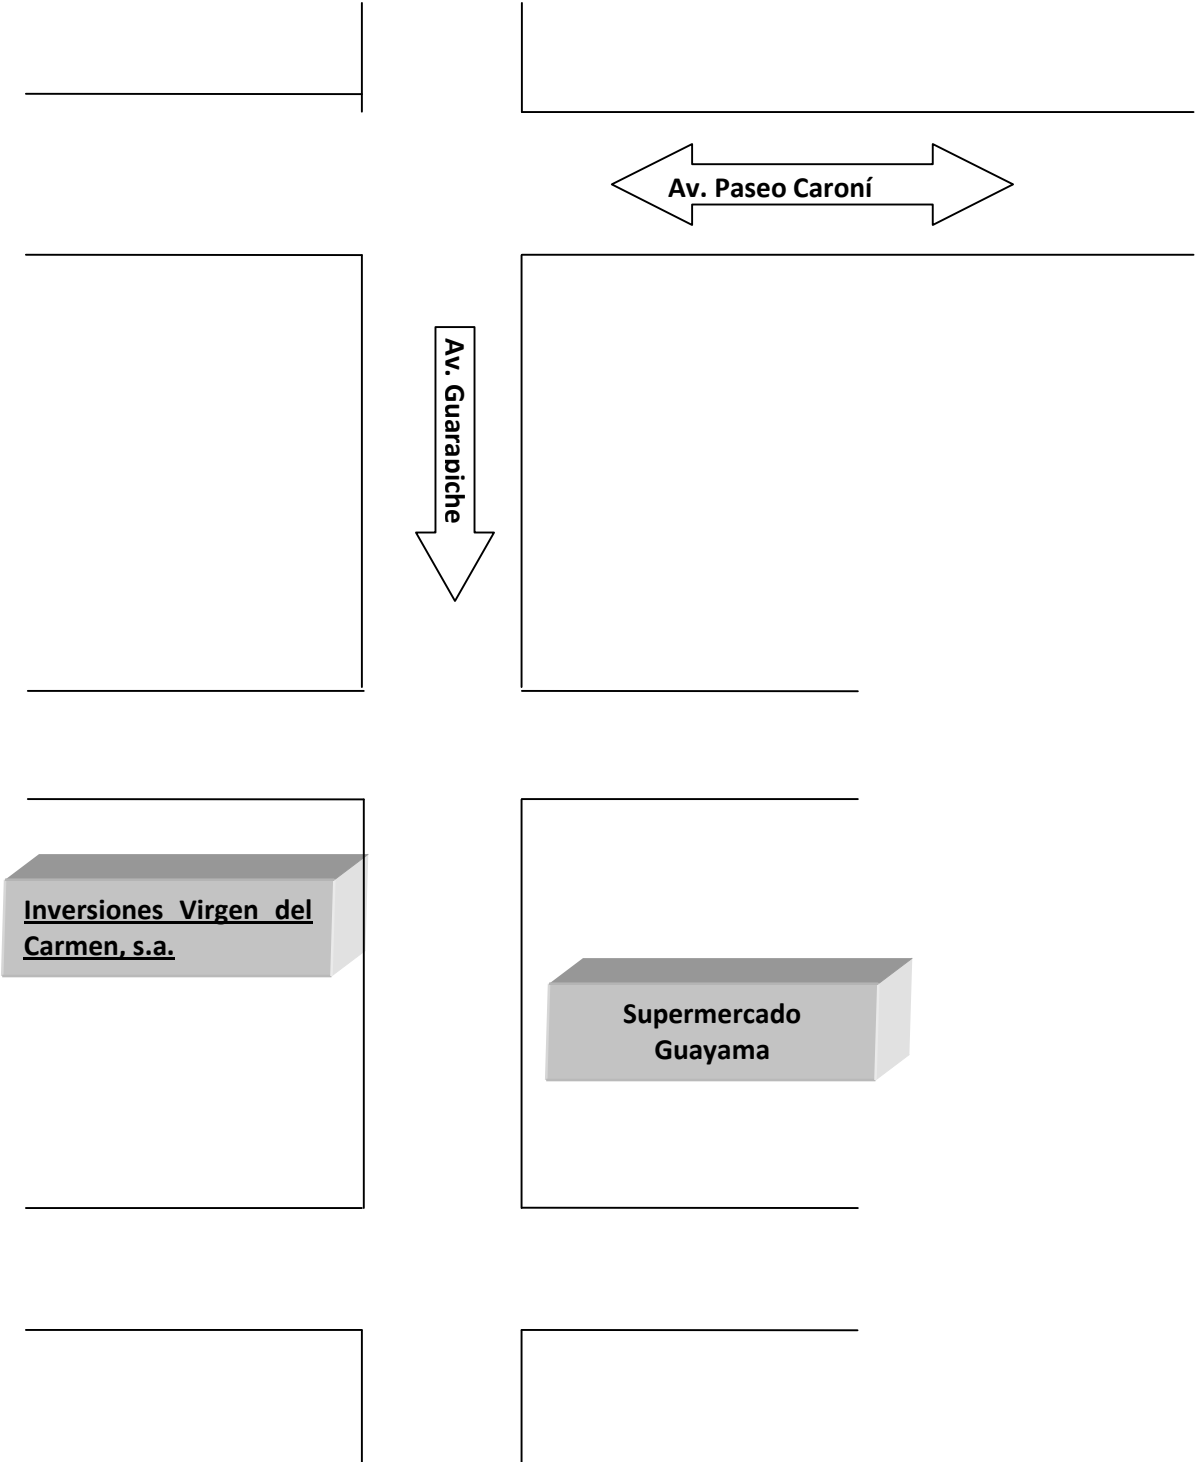 Av. Paseo Caroní
Av. Guarapiche
Inversiones Virgen del
Carmen, s.a.
Supermercado
Guayama